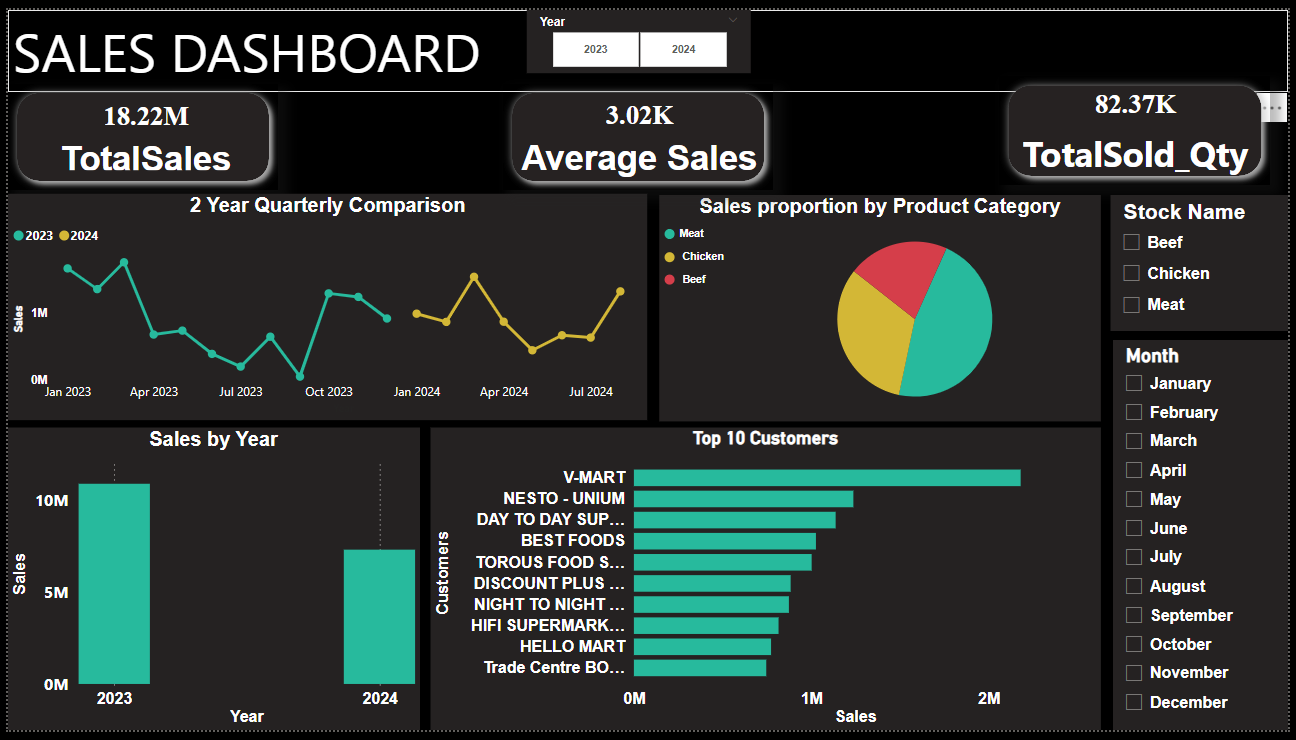 SALES DASHBOARD
Year
2023
2024
18.22M
TotalSales
3.02K
Average Sales
82.37K
TotalSold_Qty
2 Year Quarterly Comparison
2023 2024
Sales
1M
0M
Jan 2023 Apr 2023 Jul 2023 Oct 2023 Jan 2024 Apr 2024 Jul 2024
Sales proportion by Product Category
Meat
Chicken
Beef
Stock Name
Beef
Chicken
Meat
Month
January
February
March
April
May
June
July
August
September
October
November
December
Sales by Year
Sales
10M
5M
0M
2023 2024
Year
Top 10 Customers
Customers
V-MART
NESTO - UNIUM
DAY TO DAY SUP...
BEST FOODS
TOROUS FOOD S...
DISCOUNT PLUS ...
NIGHT TO NIGHT ...
HIFI SUPERMARK...
HELLO MART
Trade Centre BO...
0M 1M 2M
Sales